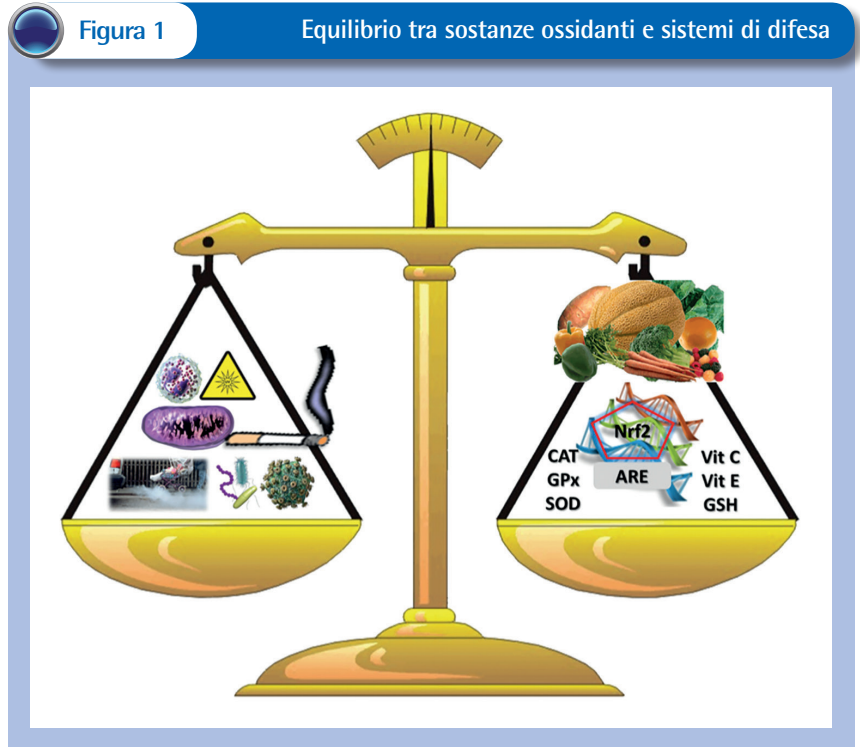 Figura 1
Equilibrio tra sostanze ossidanti e sistemi di difesa
Nrf2
CAT
GPx
SOD
ARE
Vit C
Vit E
GSH